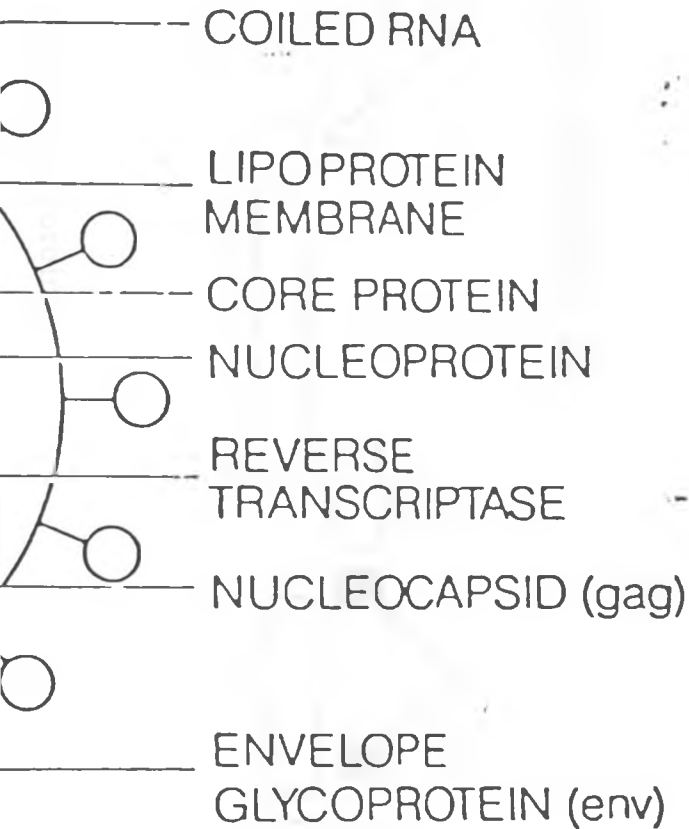 COILED RNA
LIPOPROTEIN
MEMBRANE
CORE PROTEIN
NUCLEOPROTEIN
REVERSE
TRANSCRIPTASE
NUCLEOCAPSID (gag)
ENVELOPE
GLYCOPROTEIN (env)